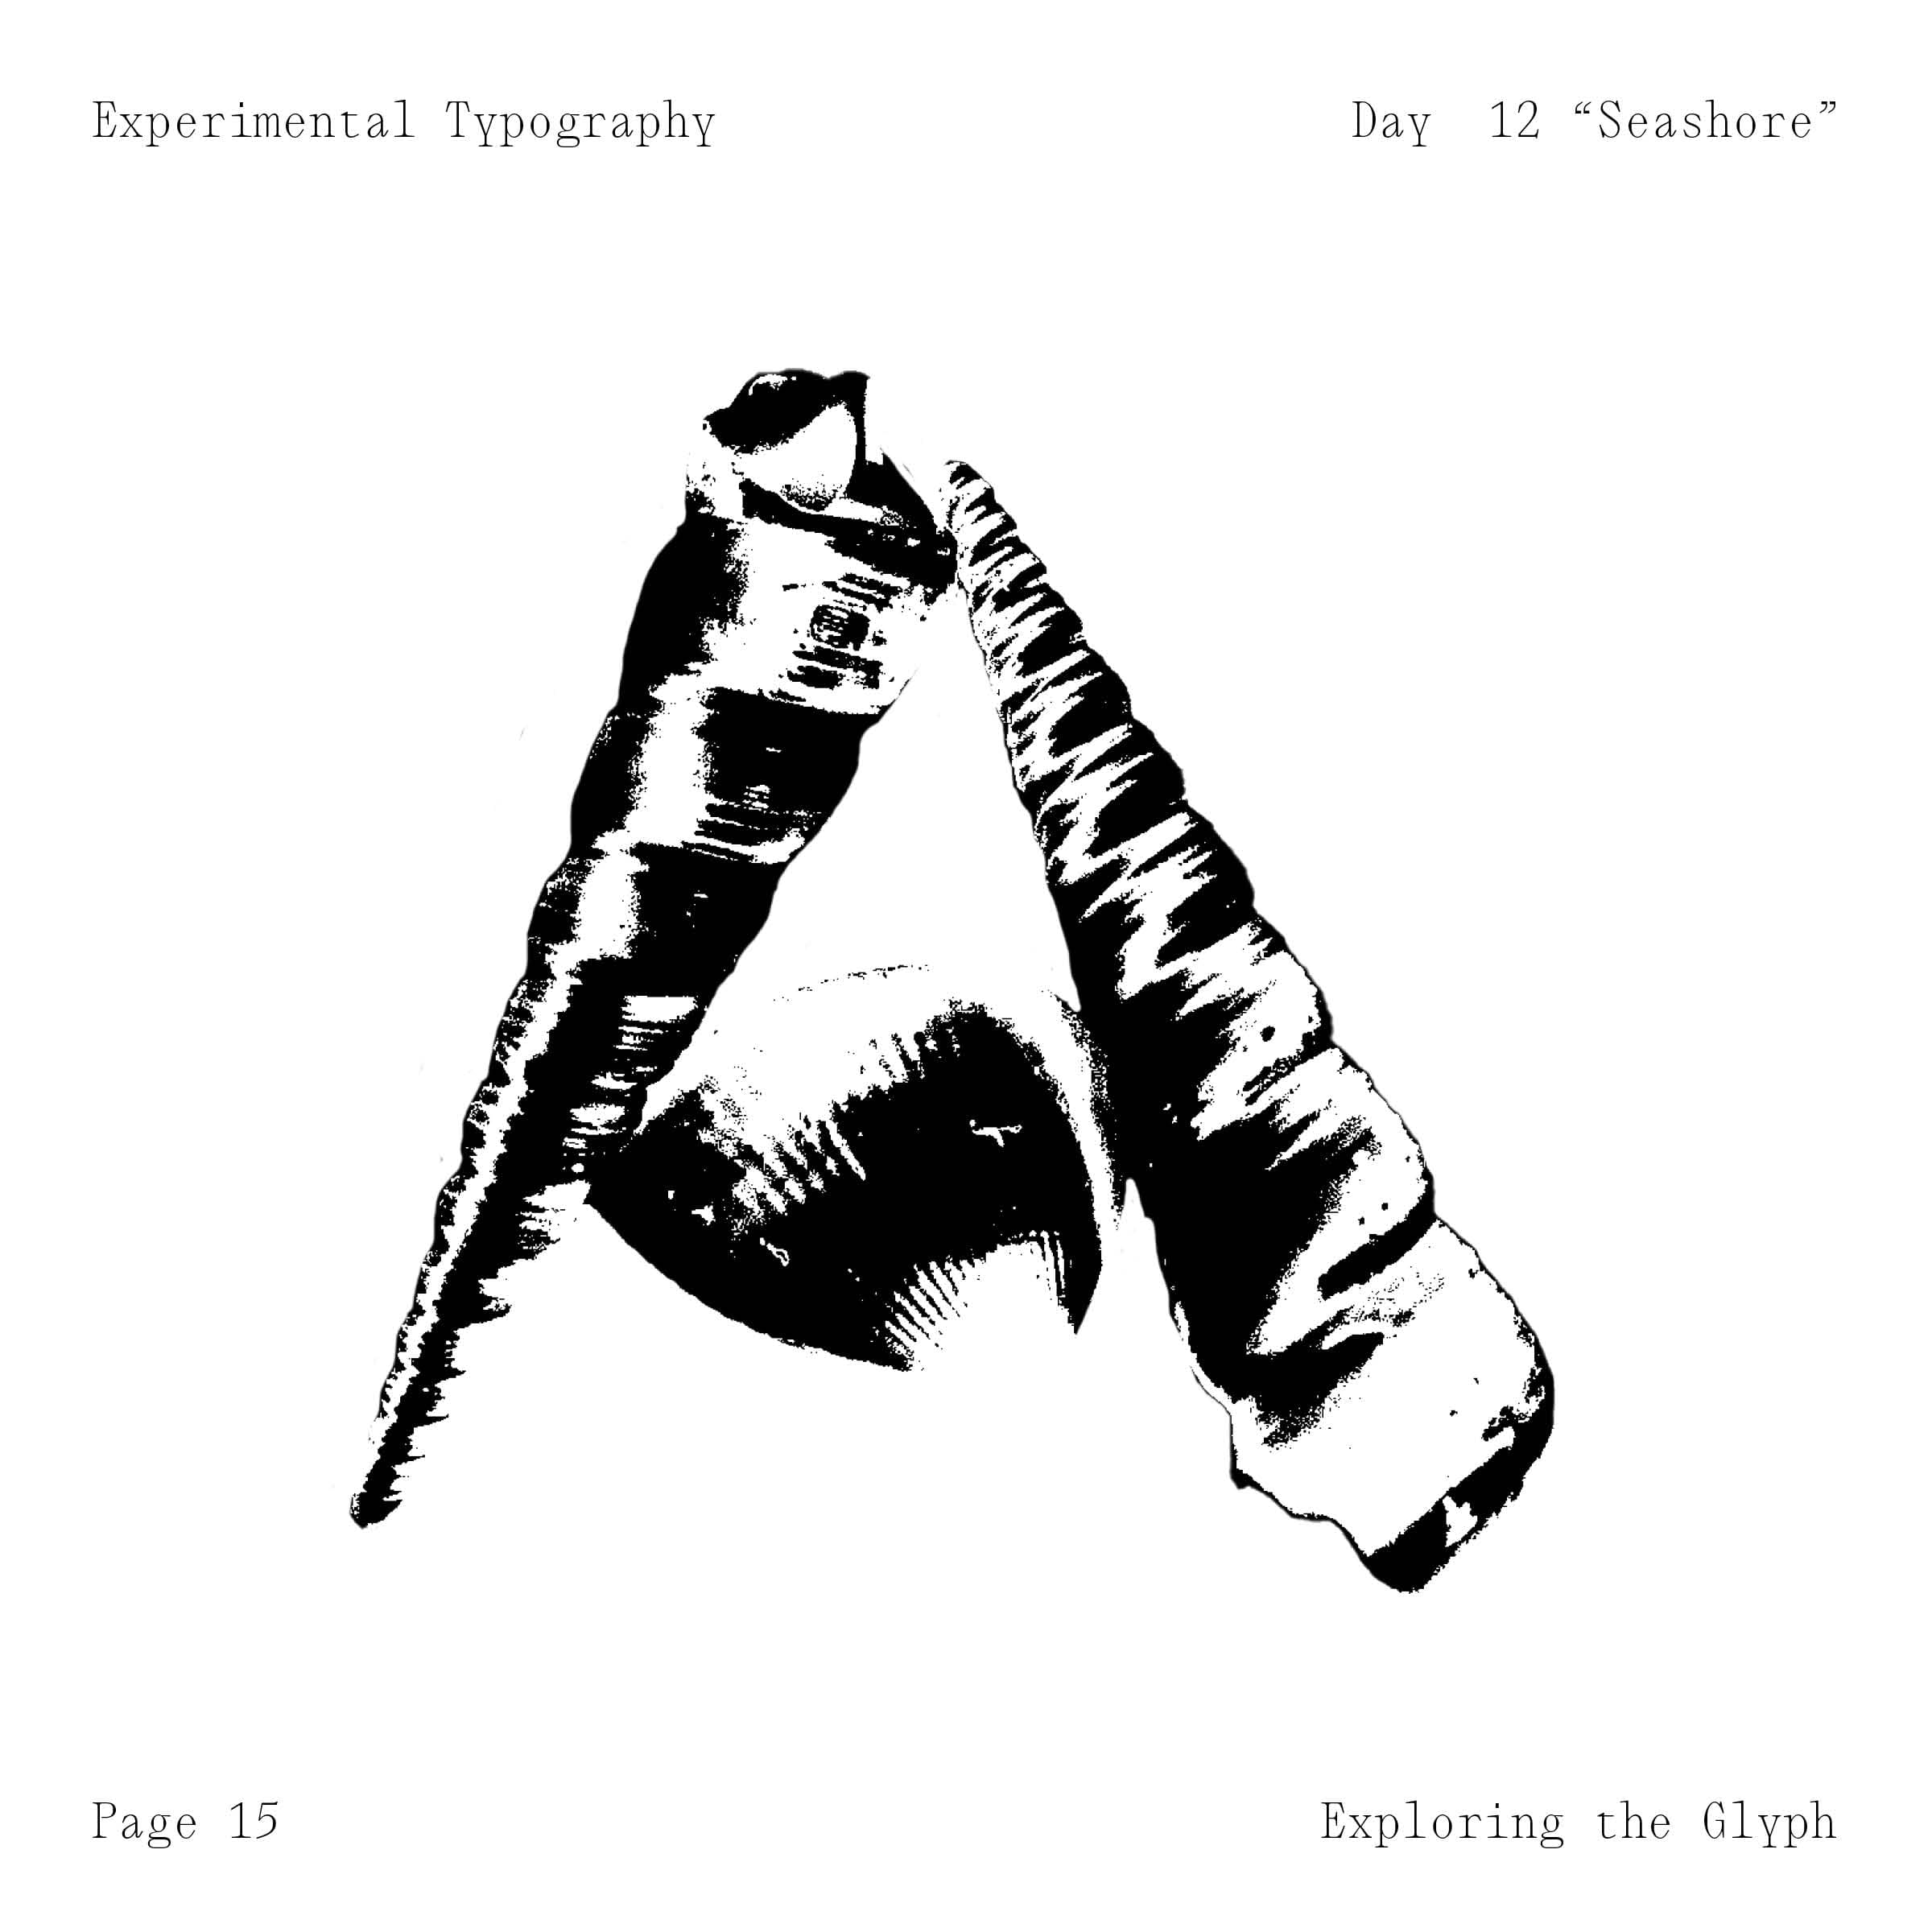 Experimental Typography
Day  12 “Seashore”
A
Page 15
Exploring the Glyph